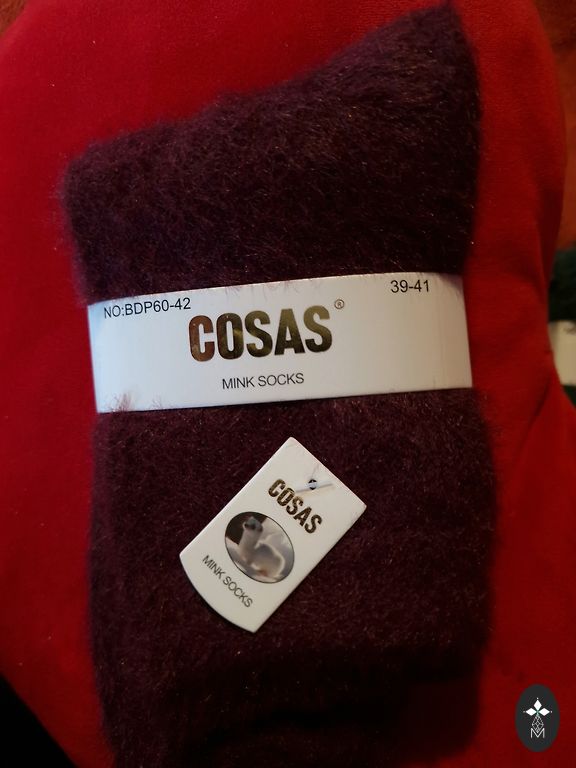 NO:BDP60-42
39-41
COSAS®
MINK SOCKS
COSAS
MINK SOCKS
M